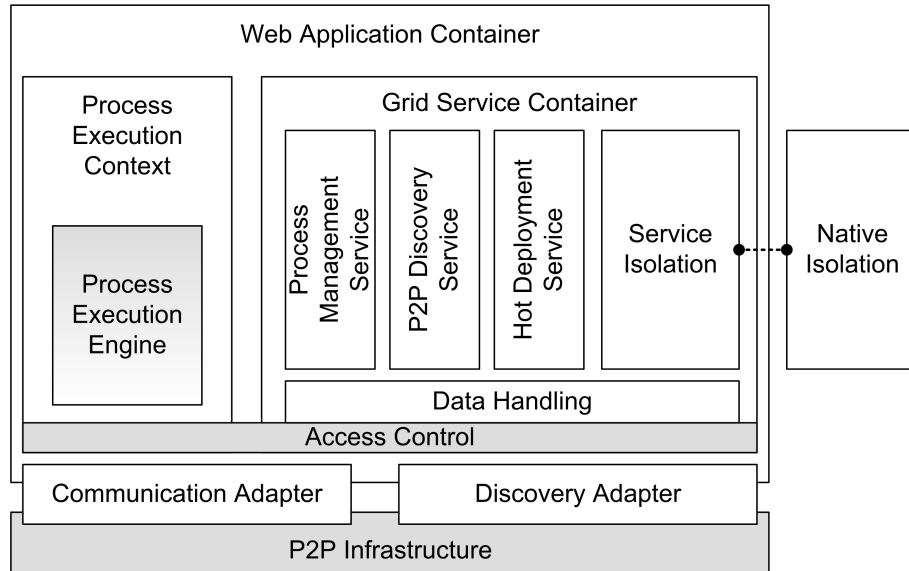 Web Application Container
Process
Execution
Context
Process
Execution
Engine
Grid Service Container
Process
Management
Service
P2P Discovery
Service
Hot Deployment
Service
Service
Isolation
Native
Isolation
Data Handling
Access Control
Communication Adapter
Discovery Adapter
P2P Infrastructure